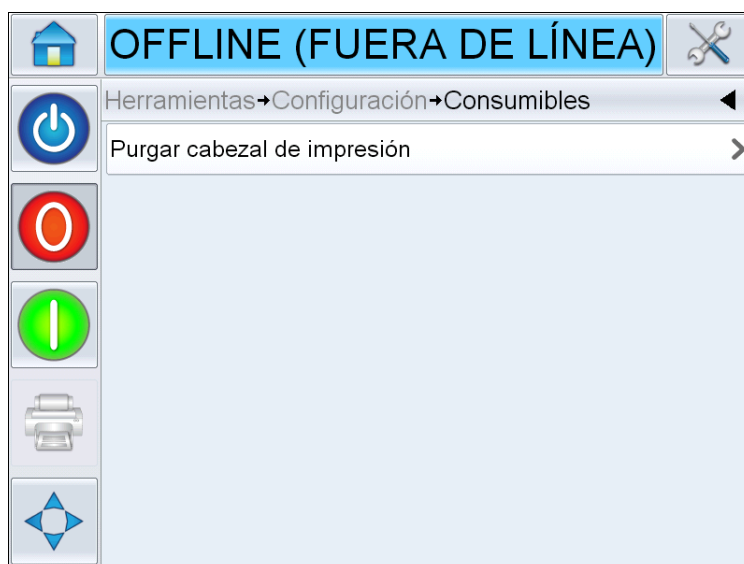 OFFLINE (FUERA DE LÍNEA)
Herramientas→Configuración→Consumibles
Purgar cabezal de impresión